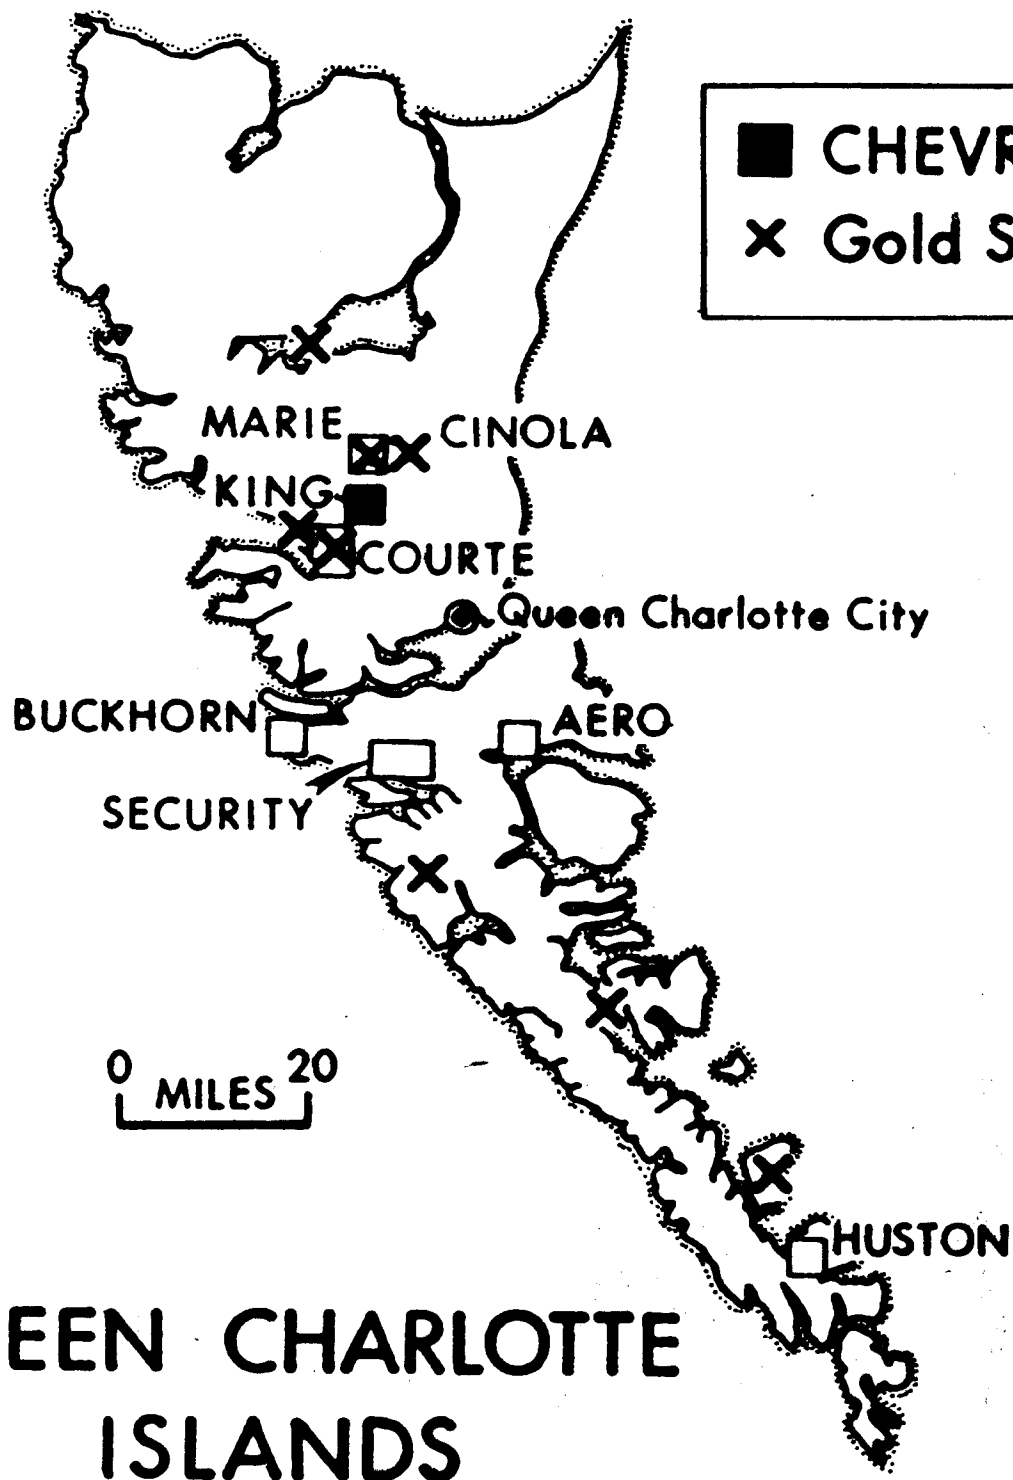 CHEVR
Gold S
MARIE
CINOLA
KING
COURTE
Queen Charlotte City
BUCKHORN
AERO
SECURITY
0 MILES 20
HUSTON
EEN CHARLOTTE
ISLANDS